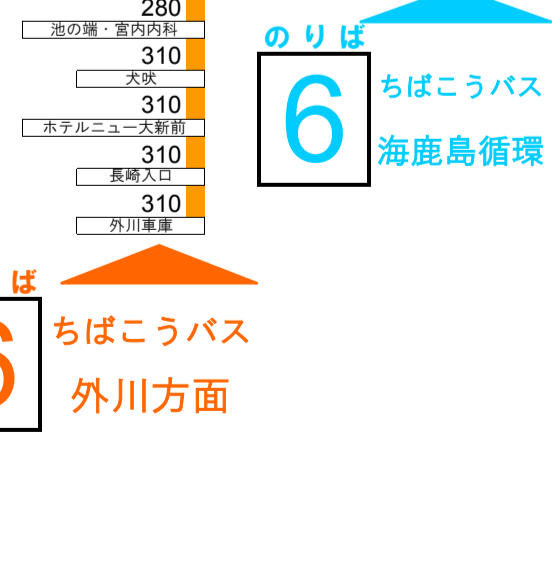 280
池の端・宮内内科
310
犬吠
310
ホテルニュー大新前
310
長崎入口
310
外川車庫
のりば
6
ちばこうバス
海鹿島循環
ば
6
ちばこうバス
外川方面